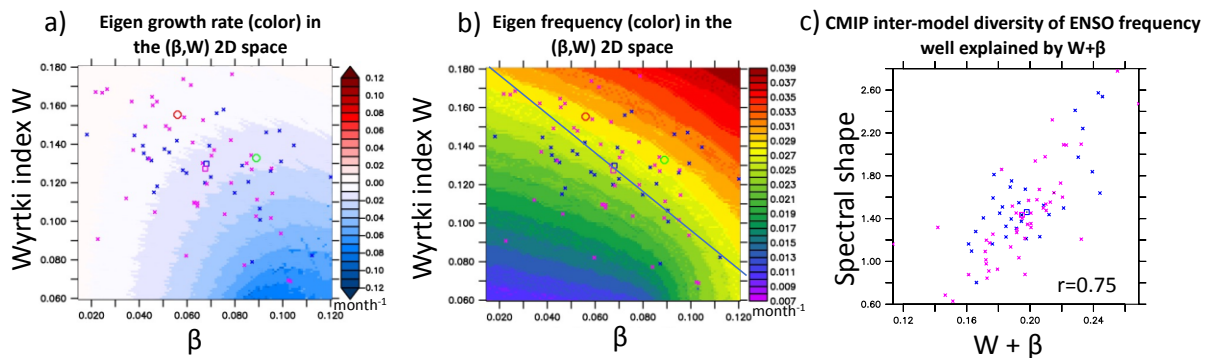 a)
Eigen growth rate (color) in
the (β,W) 2D space
Wyrtki index W
0.180
0.160
0.140
0.120
0.100
0.080
0.060
0.020 0.040 0.060 0.080 0.100 0.120
β
0.12
0.10
0.08
0.06
0.04
0.02
0.00
-0.02
-0.04
-0.06
-0.08
-0.10
-0.12
month-1
b)
Eigen frequency (color) in the
(β,W) 2D space
Wyrtki index W
0.180
0.160
0.140
0.120
0.100
0.080
0.060
0.020 0.040 0.060 0.080 0.100 0.120
β
0.039
0.037
0.035
0.033
0.031
0.029
0.027
0.025
0.023
0.021
0.019
0.017
0.015
0.013
0.011
0.009
0.007
month-1
c)
CMIP inter-model diversity of ENSO frequency
well explained by W+β
Spectral shape
2.60
2.20
1.80
1.40
1.00
0.60
0.12 0.16 0.20 0.24
r=0.75
W + β